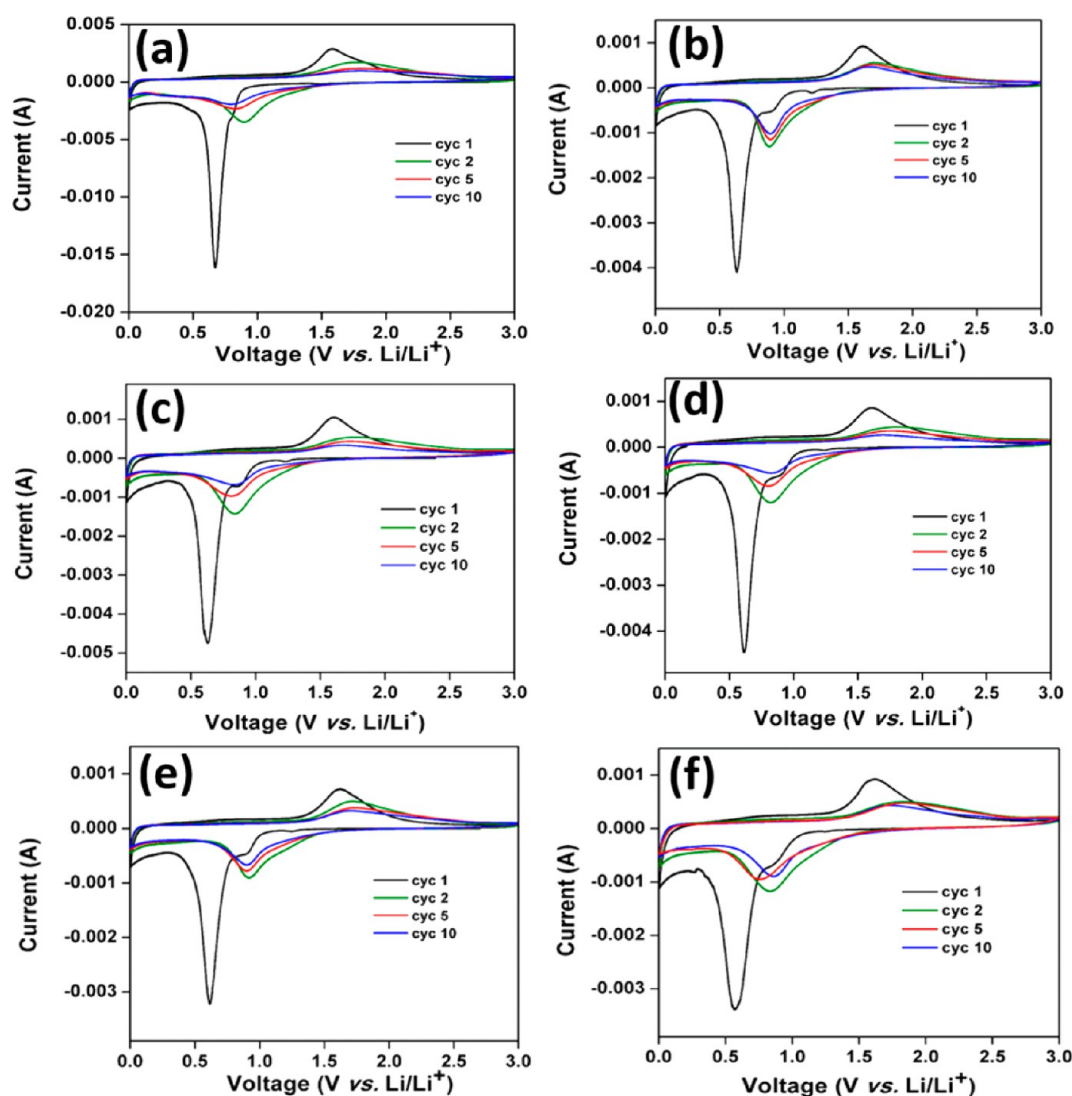 (a)
0.005
0.000
-0.005
-0.010
-0.015
-0.020
Current (A)
cyc 1
cyc 2
cyc 5
cyc 10
0.0 0.5 1.0 1.5 2.0 2.5 3.0
Voltage (V vs. Li/Li⁺)
(b)
0.001
0.000
-0.001
-0.002
-0.003
-0.004
Current (A)
cyc 1
cyc 2
cyc 5
cyc 10
0.0 0.5 1.0 1.5 2.0 2.5 3.0
Voltage (V vs. Li/Li⁺)
(c)
0.001
0.000
-0.001
-0.002
-0.003
-0.004
-0.005
Current (A)
cyc 1
cyc 2
cyc 5
cyc 10
0.0 0.5 1.0 1.5 2.0 2.5 3.0
Voltage (V vs. Li/Li⁺)
(d)
0.001
0.000
-0.001
-0.002
-0.003
-0.004
Current (A)
cyc 1
cyc 2
cyc 5
cyc 10
0.0 0.5 1.0 1.5 2.0 2.5 3.0
Voltage (V vs. Li/Li⁺)
(e)
0.001
0.000
-0.001
-0.002
-0.003
Current (A)
cyc 1
cyc 2
cyc 5
cyc 10
0.0 0.5 1.0 1.5 2.0 2.5 3.0
Voltage (V vs. Li/Li⁺)
(f)
0.001
0.000
-0.001
-0.002
-0.003
Current (A)
cyc 1
cyc 2
cyc 5
cyc 10
0.0 0.5 1.0 1.5 2.0 2.5 3.0
Voltage (V vs. Li/Li⁺)